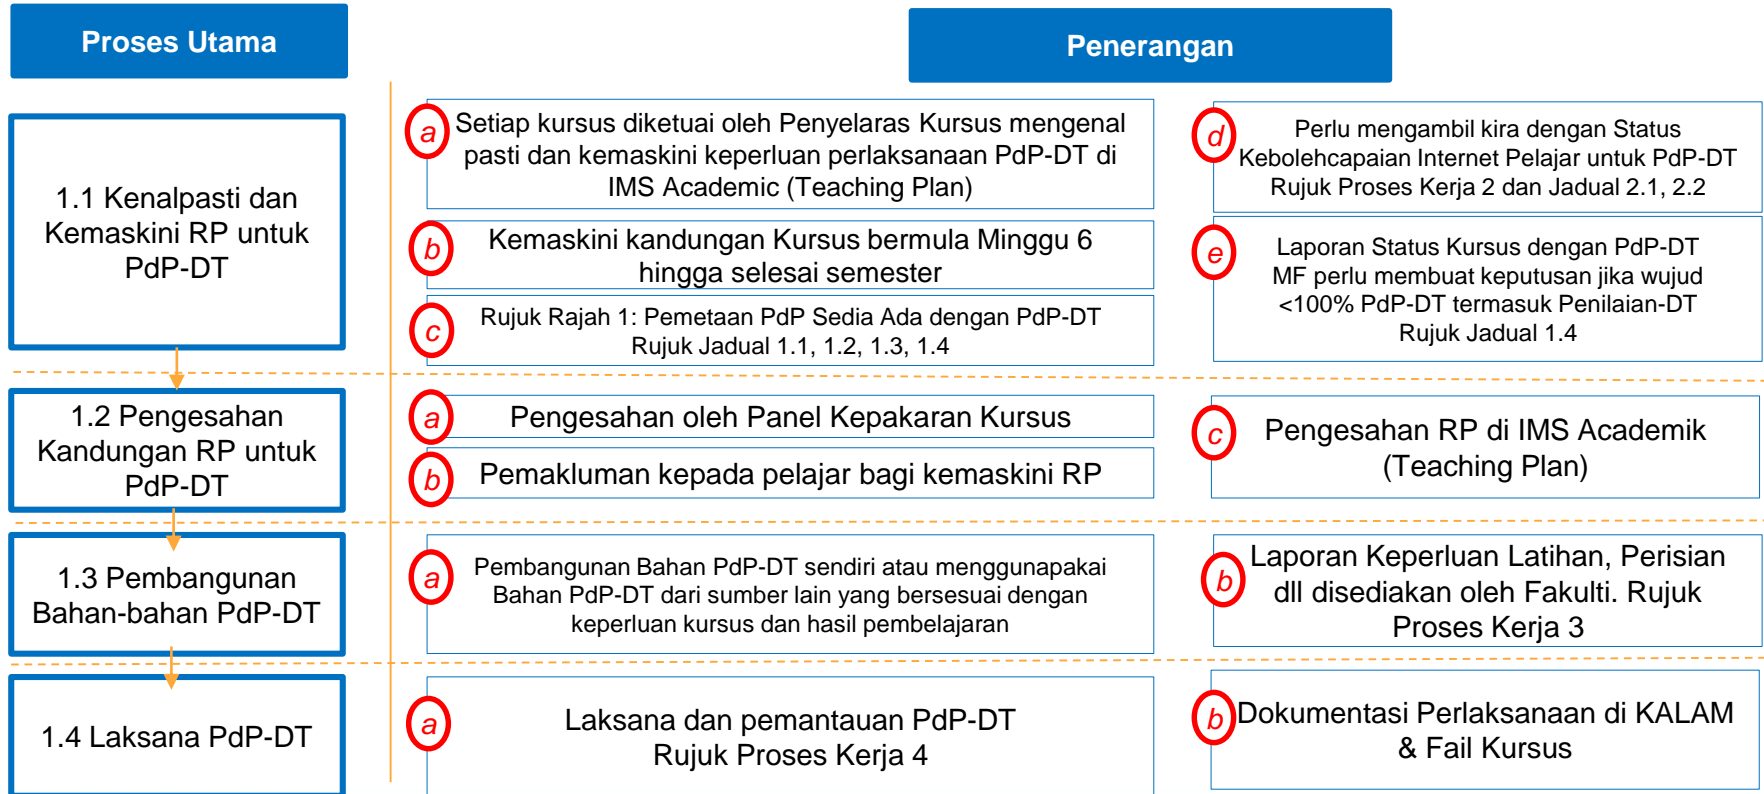 Proses Utama
Penerangan
1.1 Kenalpasti dan
Kemaskini RP untuk
PdP-DT
a
Setiap kursus diketuai oleh Penyelaras Kursus mengenal
pasti dan kemaskini keperluan perlaksanaan PdP-DT di
IMS Academic (Teaching Plan)
b
Kemaskini kandungan Kursus bermula Minggu 6
hingga selesai semester
c
Rujuk Rajah 1: Pemetaan PdP Sedia Ada dengan PdP-DT
Rujuk Jadual 1.1, 1.2, 1.3, 1.4
d
Perlu mengambil kira dengan Status
Kebolehcapaian Internet Pelajar untuk PdP-DT
Rujuk Proses Kerja 2 dan Jadual 2.1, 2.2
e
Laporan Status Kursus dengan PdP-DT
MF perlu membuat keputusan jika wujud
<100% PdP-DT termasuk Penilaian-DT
Rujuk Jadual 1.4
1.2 Pengesahan
Kandungan RP untuk
PdP-DT
a
Pengesahan oleh Panel Kepakaran Kursus
b
Pemakluman kepada pelajar bagi kemaskini RP
c
Pengesahan RP di IMS Academik
(Teaching Plan)
1.3 Pembangunan
Bahan-bahan PdP-DT
a
Pembangunan Bahan PdP-DT sendiri atau menggunapakai
Bahan PdP-DT dari sumber lain yang bersesuai dengan
keperluan kursus dan hasil pembelajaran
b
Laporan Keperluan Latihan, Perisian
dll disediakan oleh Fakulti. Rujuk
Proses Kerja 3
1.4 Laksana PdP-DT
a
Laksana dan pemantauan PdP-DT
Rujuk Proses Kerja 4
b
Dokumentasi Perlaksanaan di KALAM
& Fail Kursus